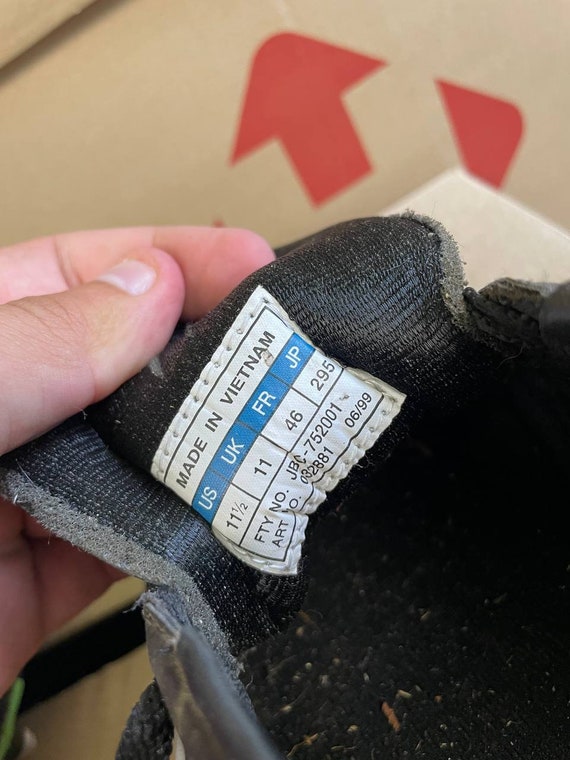 MADE IN VIETNAM
US UK FR JP
11½ 11 46 295
FTY NO. JBC-752001
ART NO. 032881 06/99